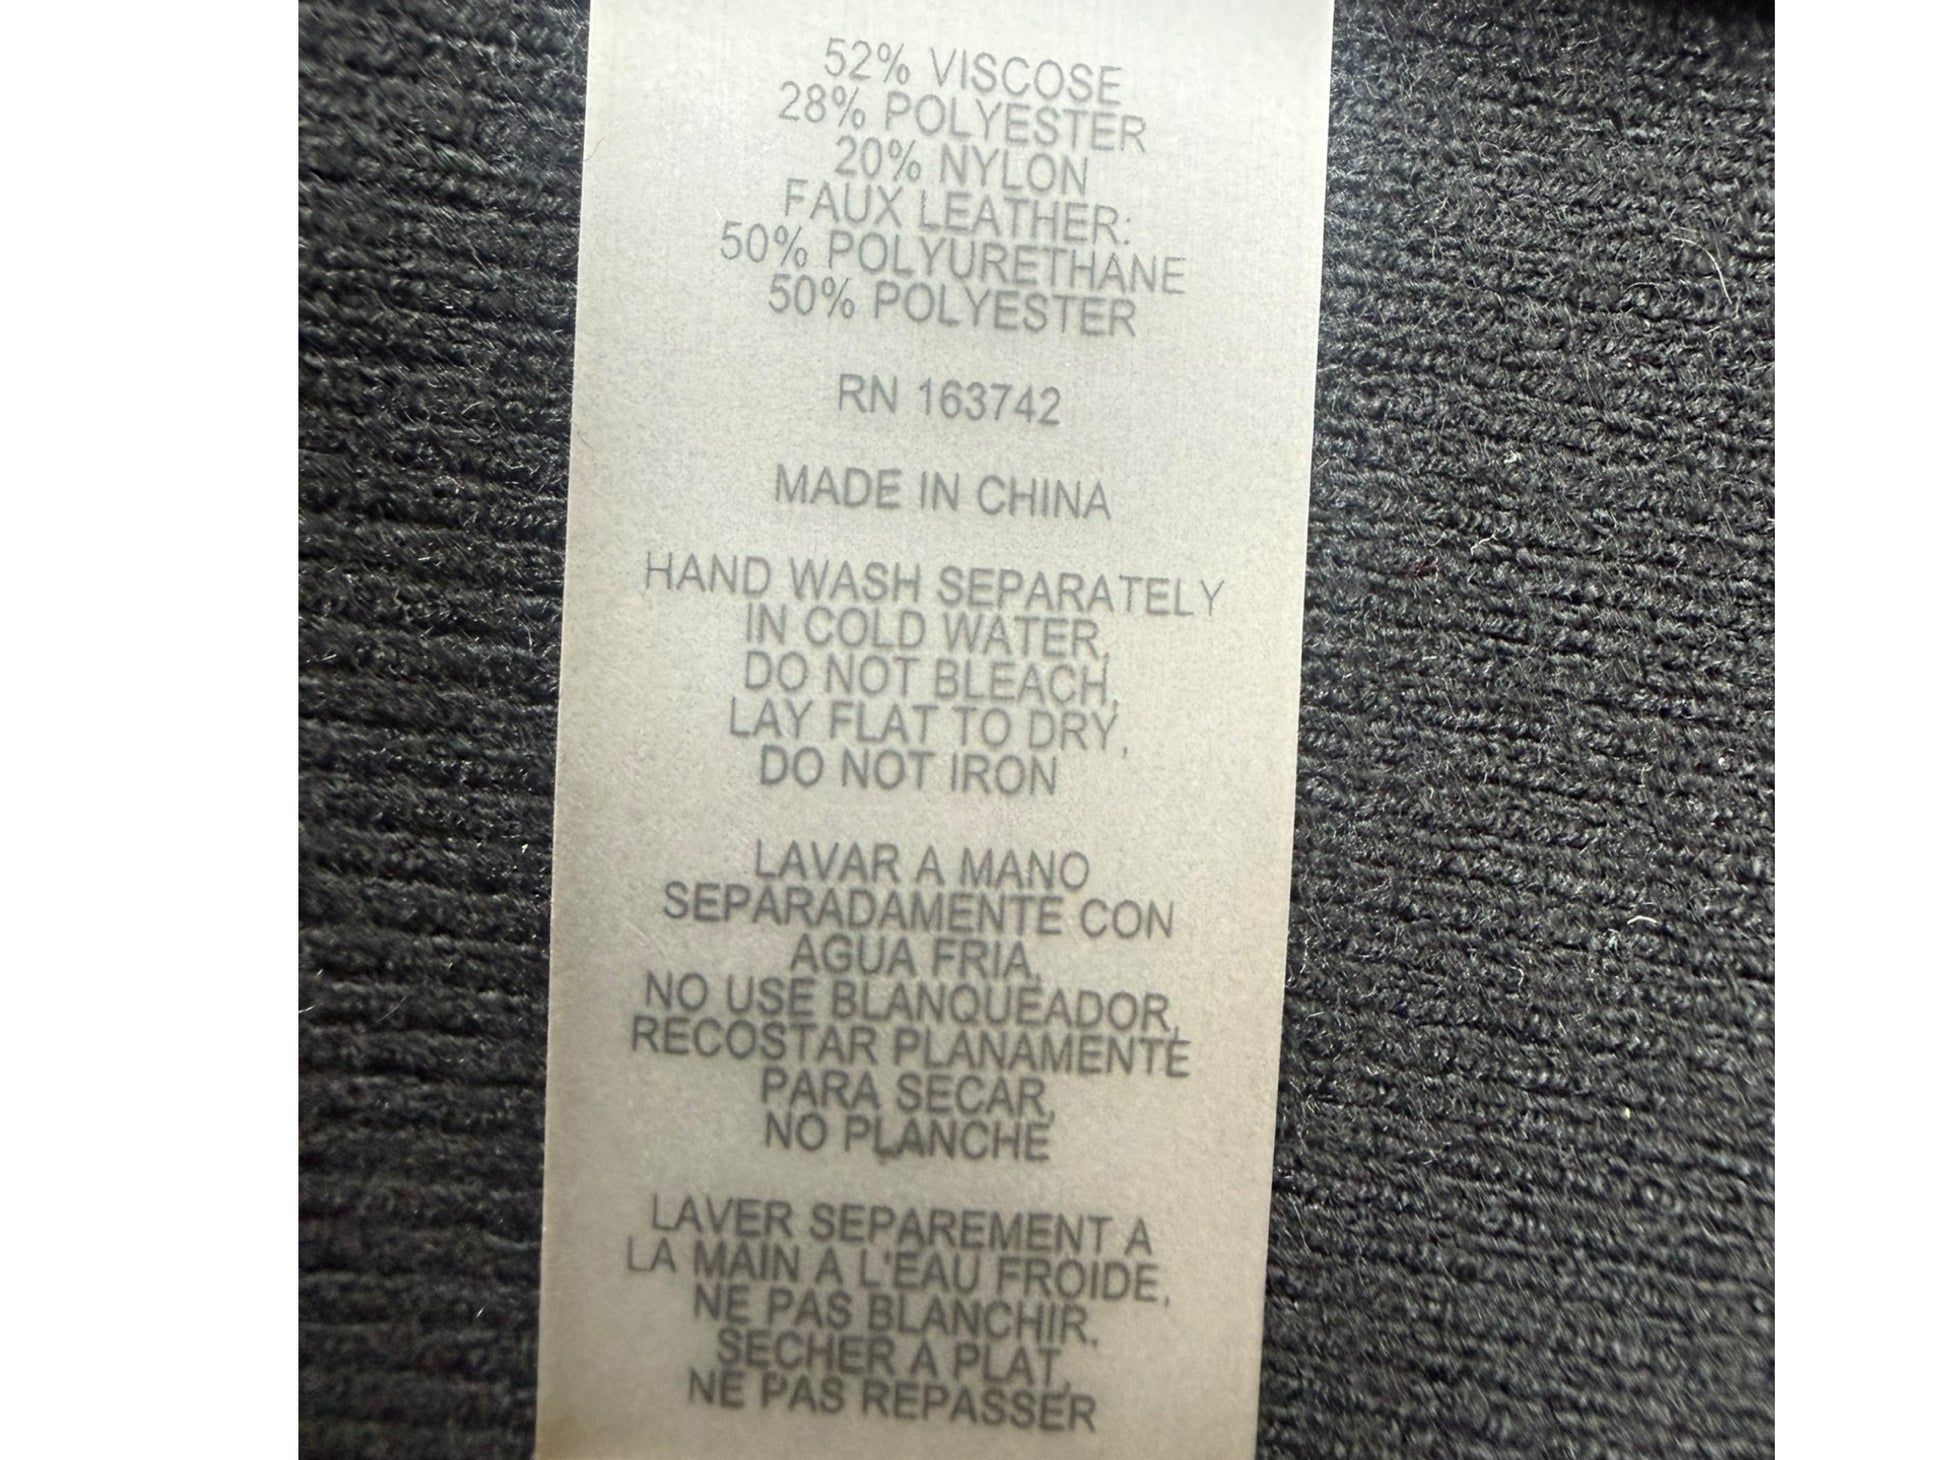 52% VISCOSE
28% POLYESTER
20% NYLON
FAUX LEATHER:
50% POLYURETHANE
50% POLYESTER
RN 163742
MADE IN CHINA
HAND WASH SEPARATELY
IN COLD WATER,
DO NOT BLEACH,
LAY FLAT TO DRY,
DO NOT IRON
LAVAR A MANO
SEPARADAMENTE CON
AGUA FRIA,
NO USE BLANQUEADOR,
RECOSTAR PLANAMENTE
PARA SECAR,
NO PLANCHE
LAVER SEPAREMENT A
LA MAIN A L'EAU FROIDE,
NE PAS BLANCHIR,
SECHER A PLAT,
NE PAS REPASSER